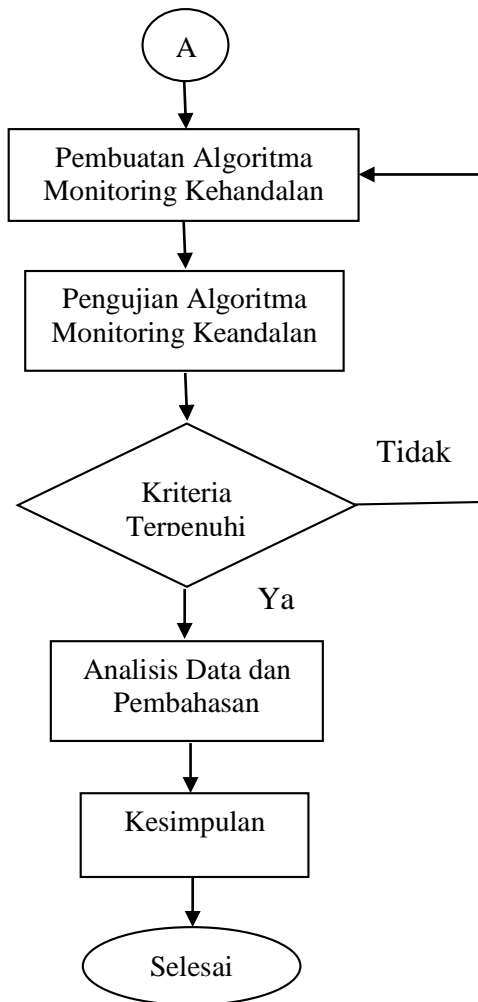 A
Pembuatan Algoritma
Monitoring Kehandalan
Pengujian Algoritma
Monitoring Keandalan
Tidak
Kriteria
Terpenuhi
Ya
Analisis Data dan
Pembahasan
Kesimpulan
Selesai